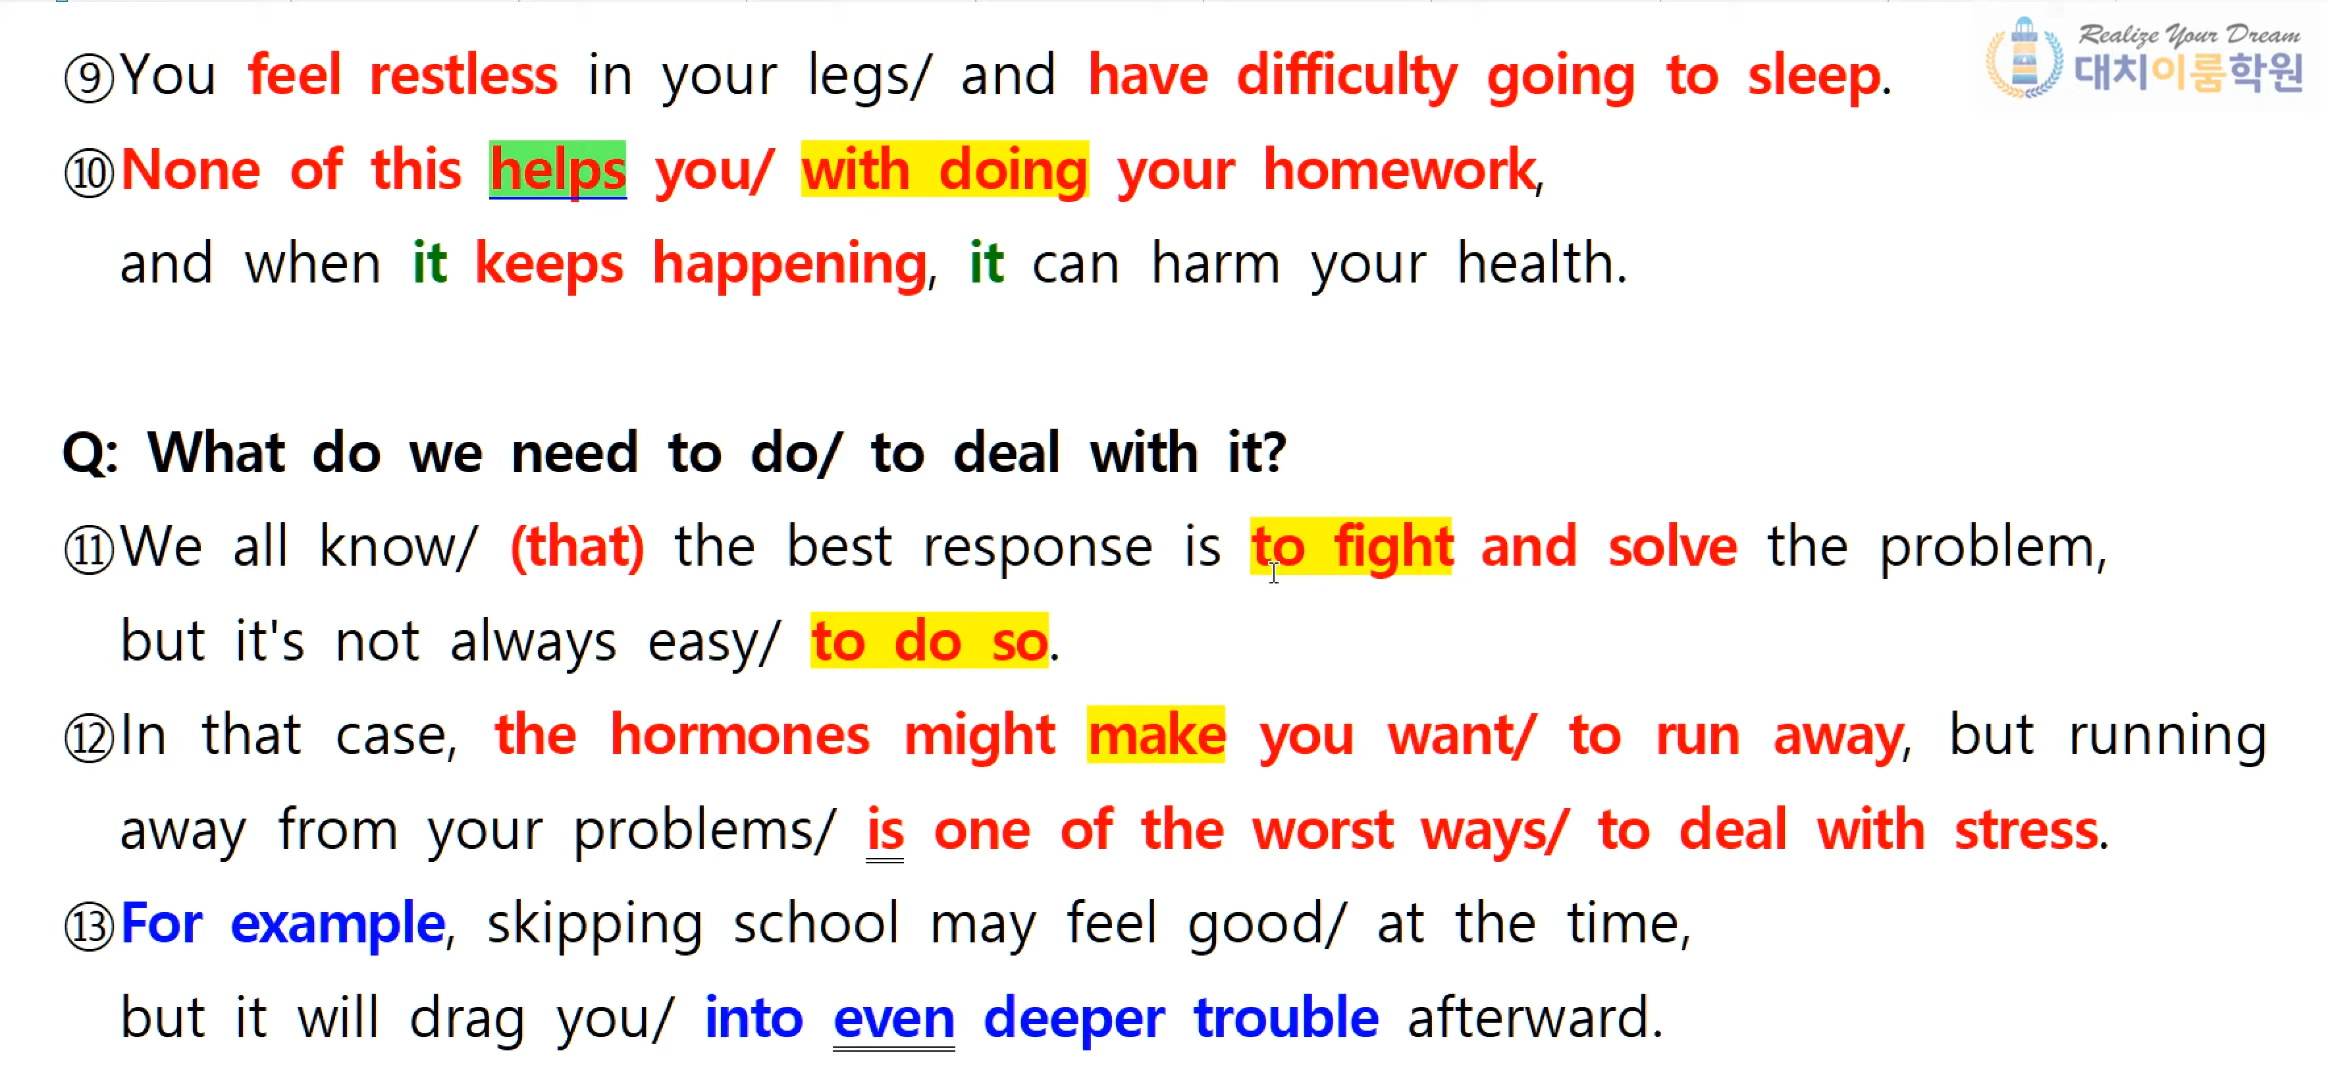 Realize Your Dream
대치이룸학원
⑨You feel restless in your legs/ and have difficulty going to sleep.
⑩None of this helps you/ with doing your homework,
and when it keeps happening, it can harm your health.
Q: What do we need to do/ to deal with it?
⑪We all know/ (that) the best response is to fight and solve the problem,
but it's not always easy/ to do so.
⑫In that case, the hormones might make you want/ to run away, but running
away from your problems/ is one of the worst ways/ to deal with stress.
⑬For example, skipping school may feel good/ at the time,
but it will drag you/ into even deeper trouble afterward.